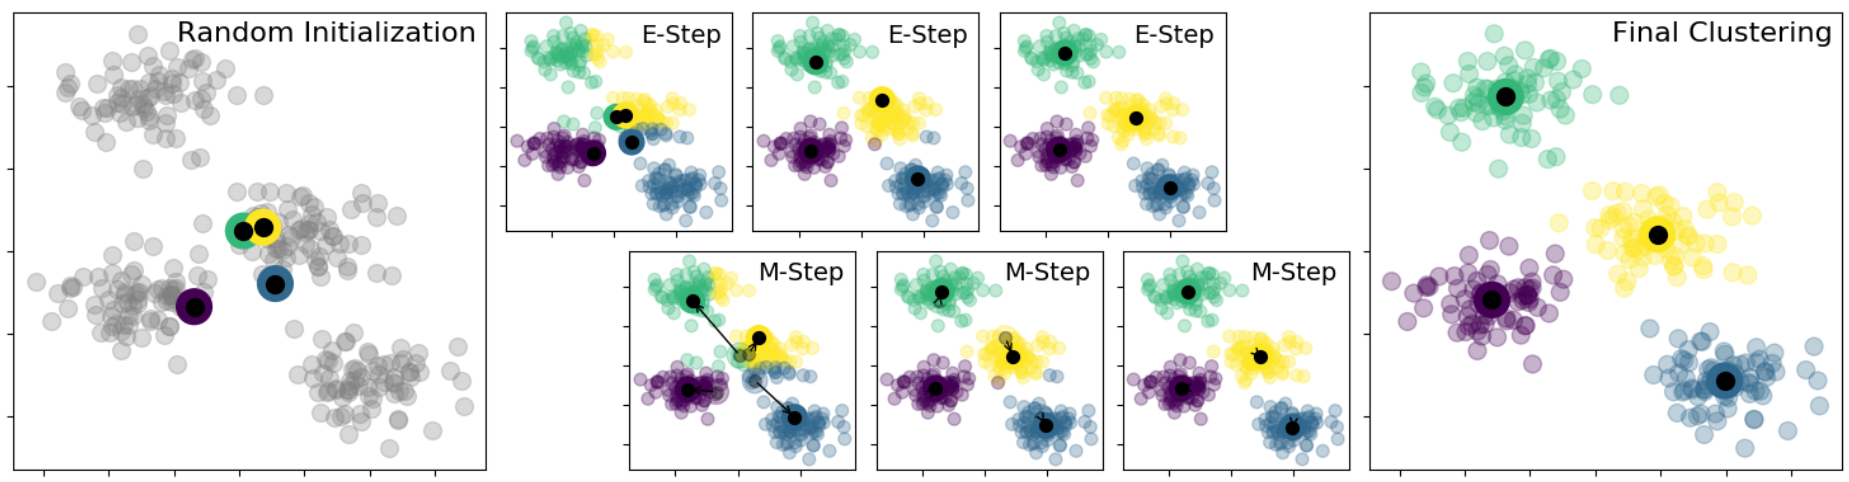 Random Initialization
E-Step
E-Step
E-Step
Final Clustering
M-Step
M-Step
M-Step